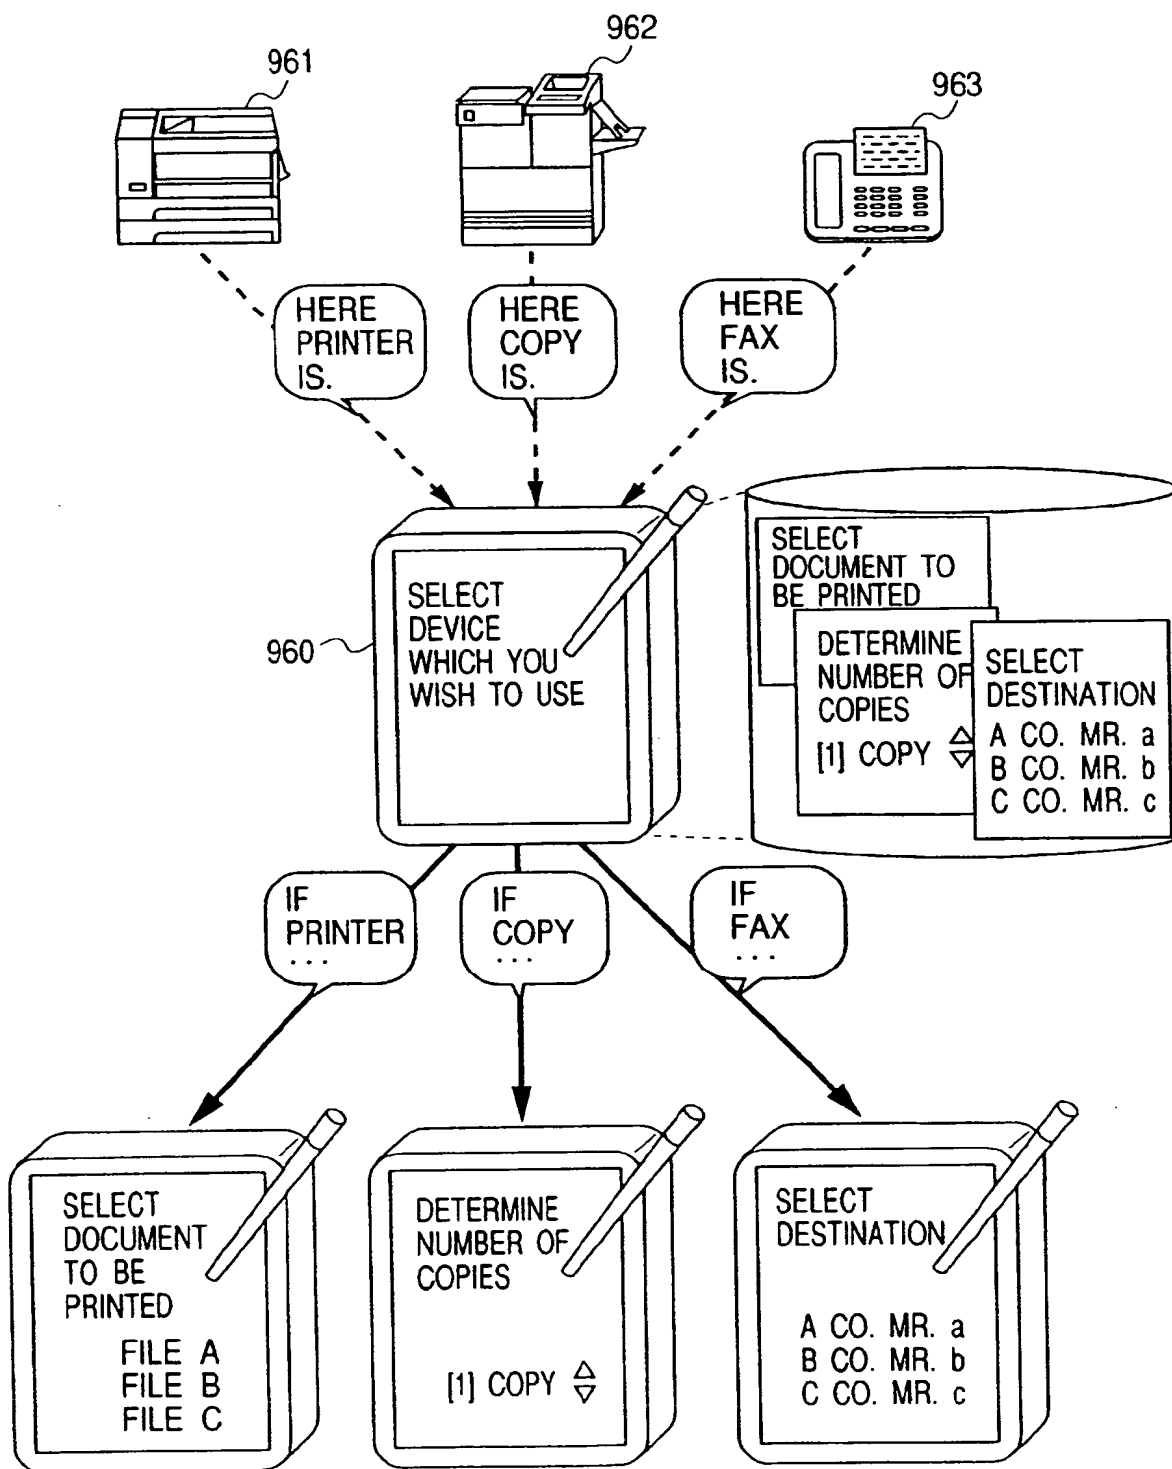 961
962
963
HERE
PRINTER
IS.
HERE
COPY
IS.
HERE
FAX
IS.
960
SELECT
DEVICE
WHICH YOU
WISH TO USE
SELECT
DOCUMENT TO
BE PRINTED
DETERMINE
NUMBER OF
COPIES
[1] COPY
SELECT
DESTINATION
A CO. MR. a
B CO. MR. b
C CO. MR. c
IF
PRINTER
...
IF
COPY
...
IF
FAX
...
SELECT
DOCUMENT
TO BE
PRINTED
FILE A
FILE B
FILE C
DETERMINE
NUMBER OF
COPIES
[1] COPY
SELECT
DESTINATION
A CO. MR. a
B CO. MR. b
C CO. MR. c